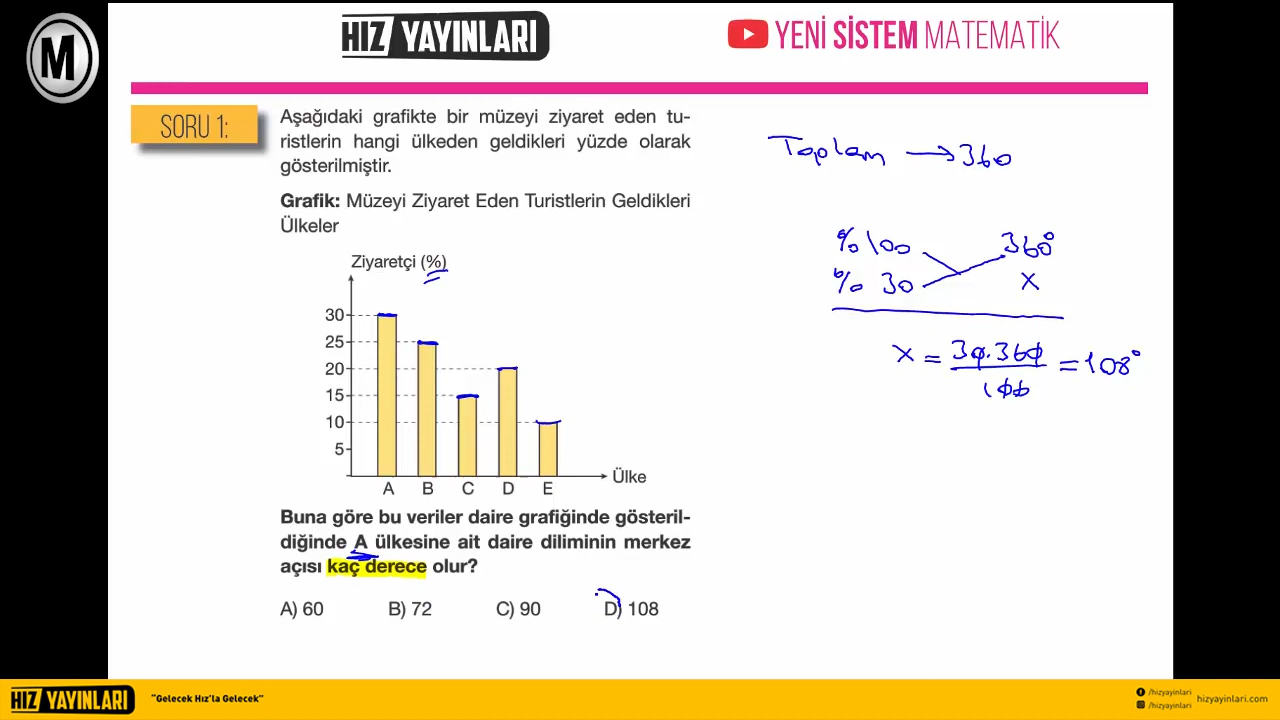 M
HIZ YAYINLARI
YENİ SİSTEM MATEMATİK
SORU 1:
Aşağıdaki grafikte bir müzeyi ziyaret eden tu-
ristlerin hangi ülkeden geldikleri yüzde olarak
gösterilmiştir.
Grafik: Müzeyi Ziyaret Eden Turistlerin Geldikleri
Ülkeler
Ziyaretçi (%)
30
25
20
15
10
5
A B C D E
Ülke
Buna göre bu veriler daire grafiğinde gösteril-
diğinde A ülkesine ait daire diliminin merkez
açısı kaç derece olur?
A) 60 B) 72 C) 90 D) 108
Toplam → 360
% 100 360°
% 30 x
x = 30.360 / 100 = 108°
HIZ YAYINLARI
"Gelecek Hız'la Gelecek"
/hizyayinlari
/hizyayinlari
hizyayinlari.com